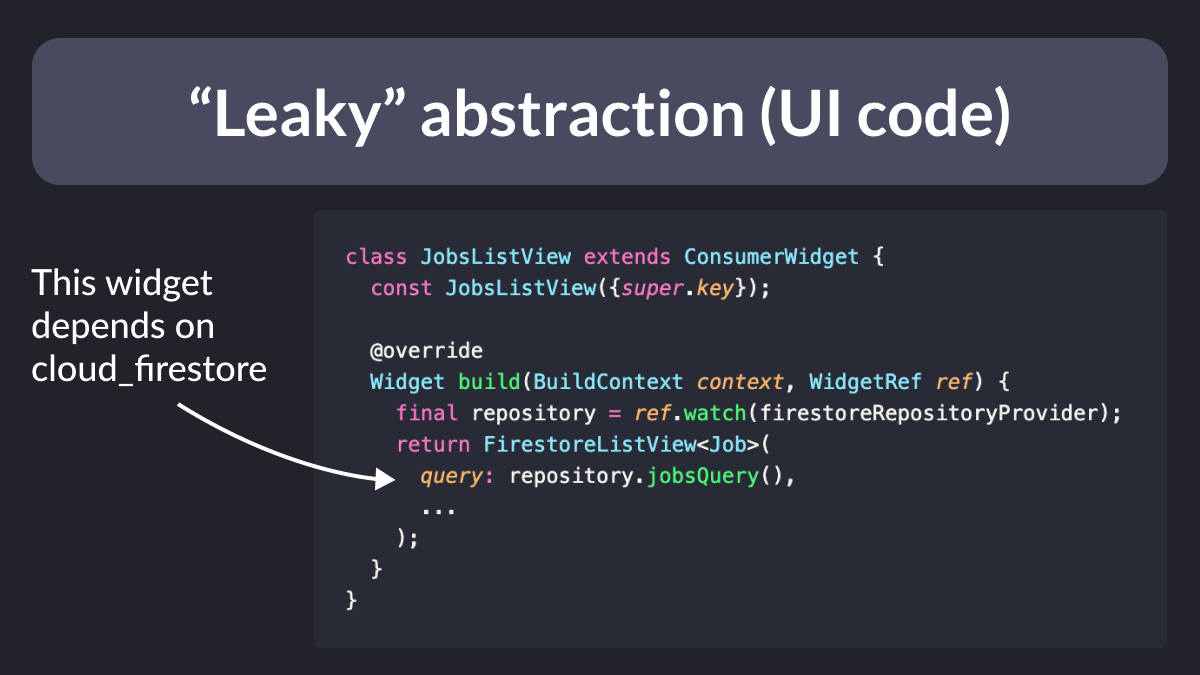 “Leaky” abstraction (UI code)
This widget
depends on
cloud_firestore
class JobsListView extends ConsumerWidget {
  const JobsListView({super.key});

  @override
  Widget build(BuildContext context, WidgetRef ref) {
    final repository = ref.watch(firestoreRepositoryProvider);
    return FirestoreListView<Job>(
      query: repository.jobsQuery(),
      ...
    );
  }
}